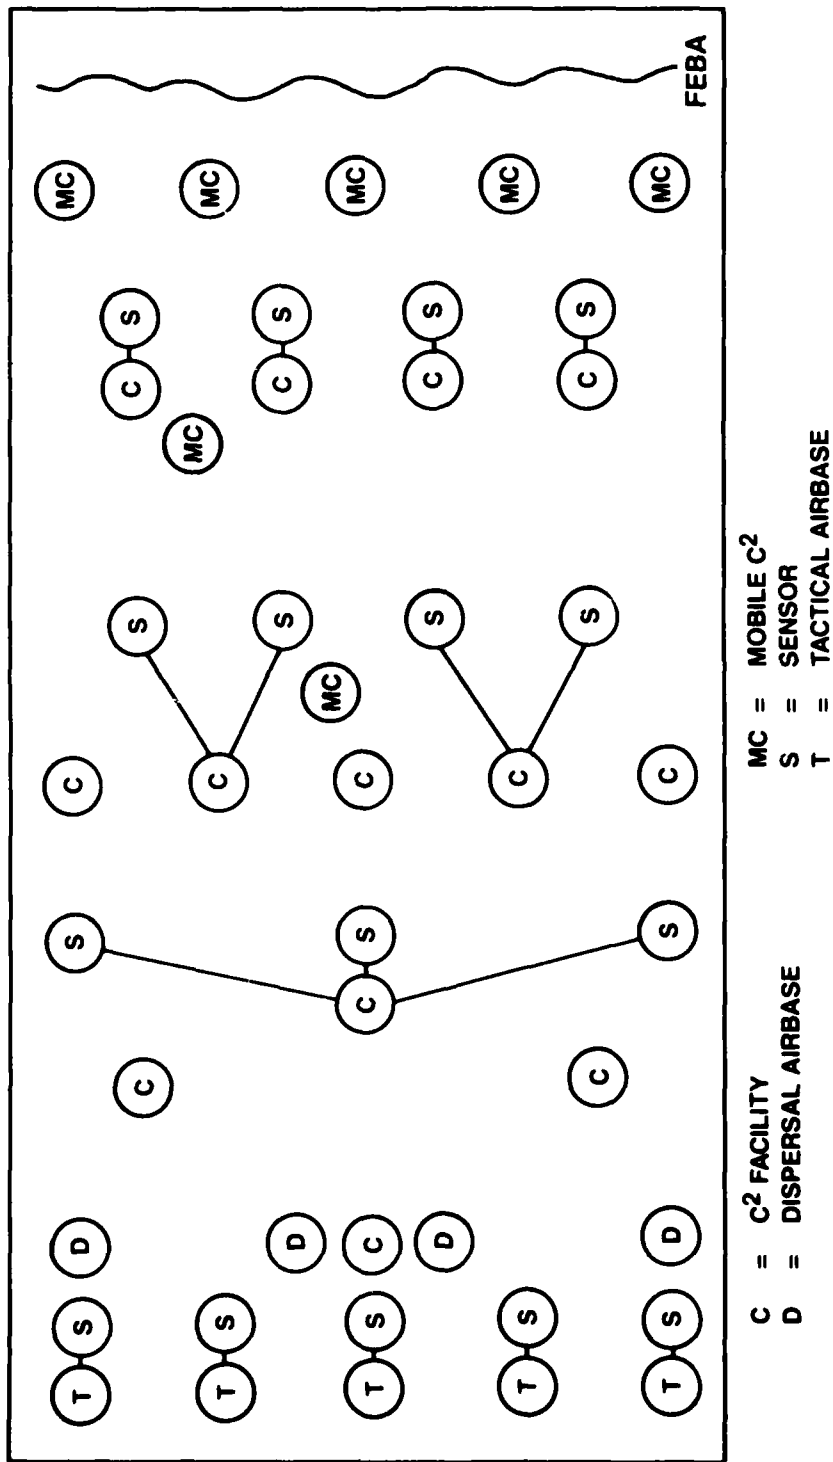 T S D S C MC
C S C S
MC
T S C MC
D S C S
MC
T S C C S C MC
D S C S
T S C MC
C S C S
T S D S C MC
FEBA
C = C² FACILITY
D = DISPERSAL AIRBASE
MC = MOBILE C²
S = SENSOR
T = TACTICAL AIRBASE